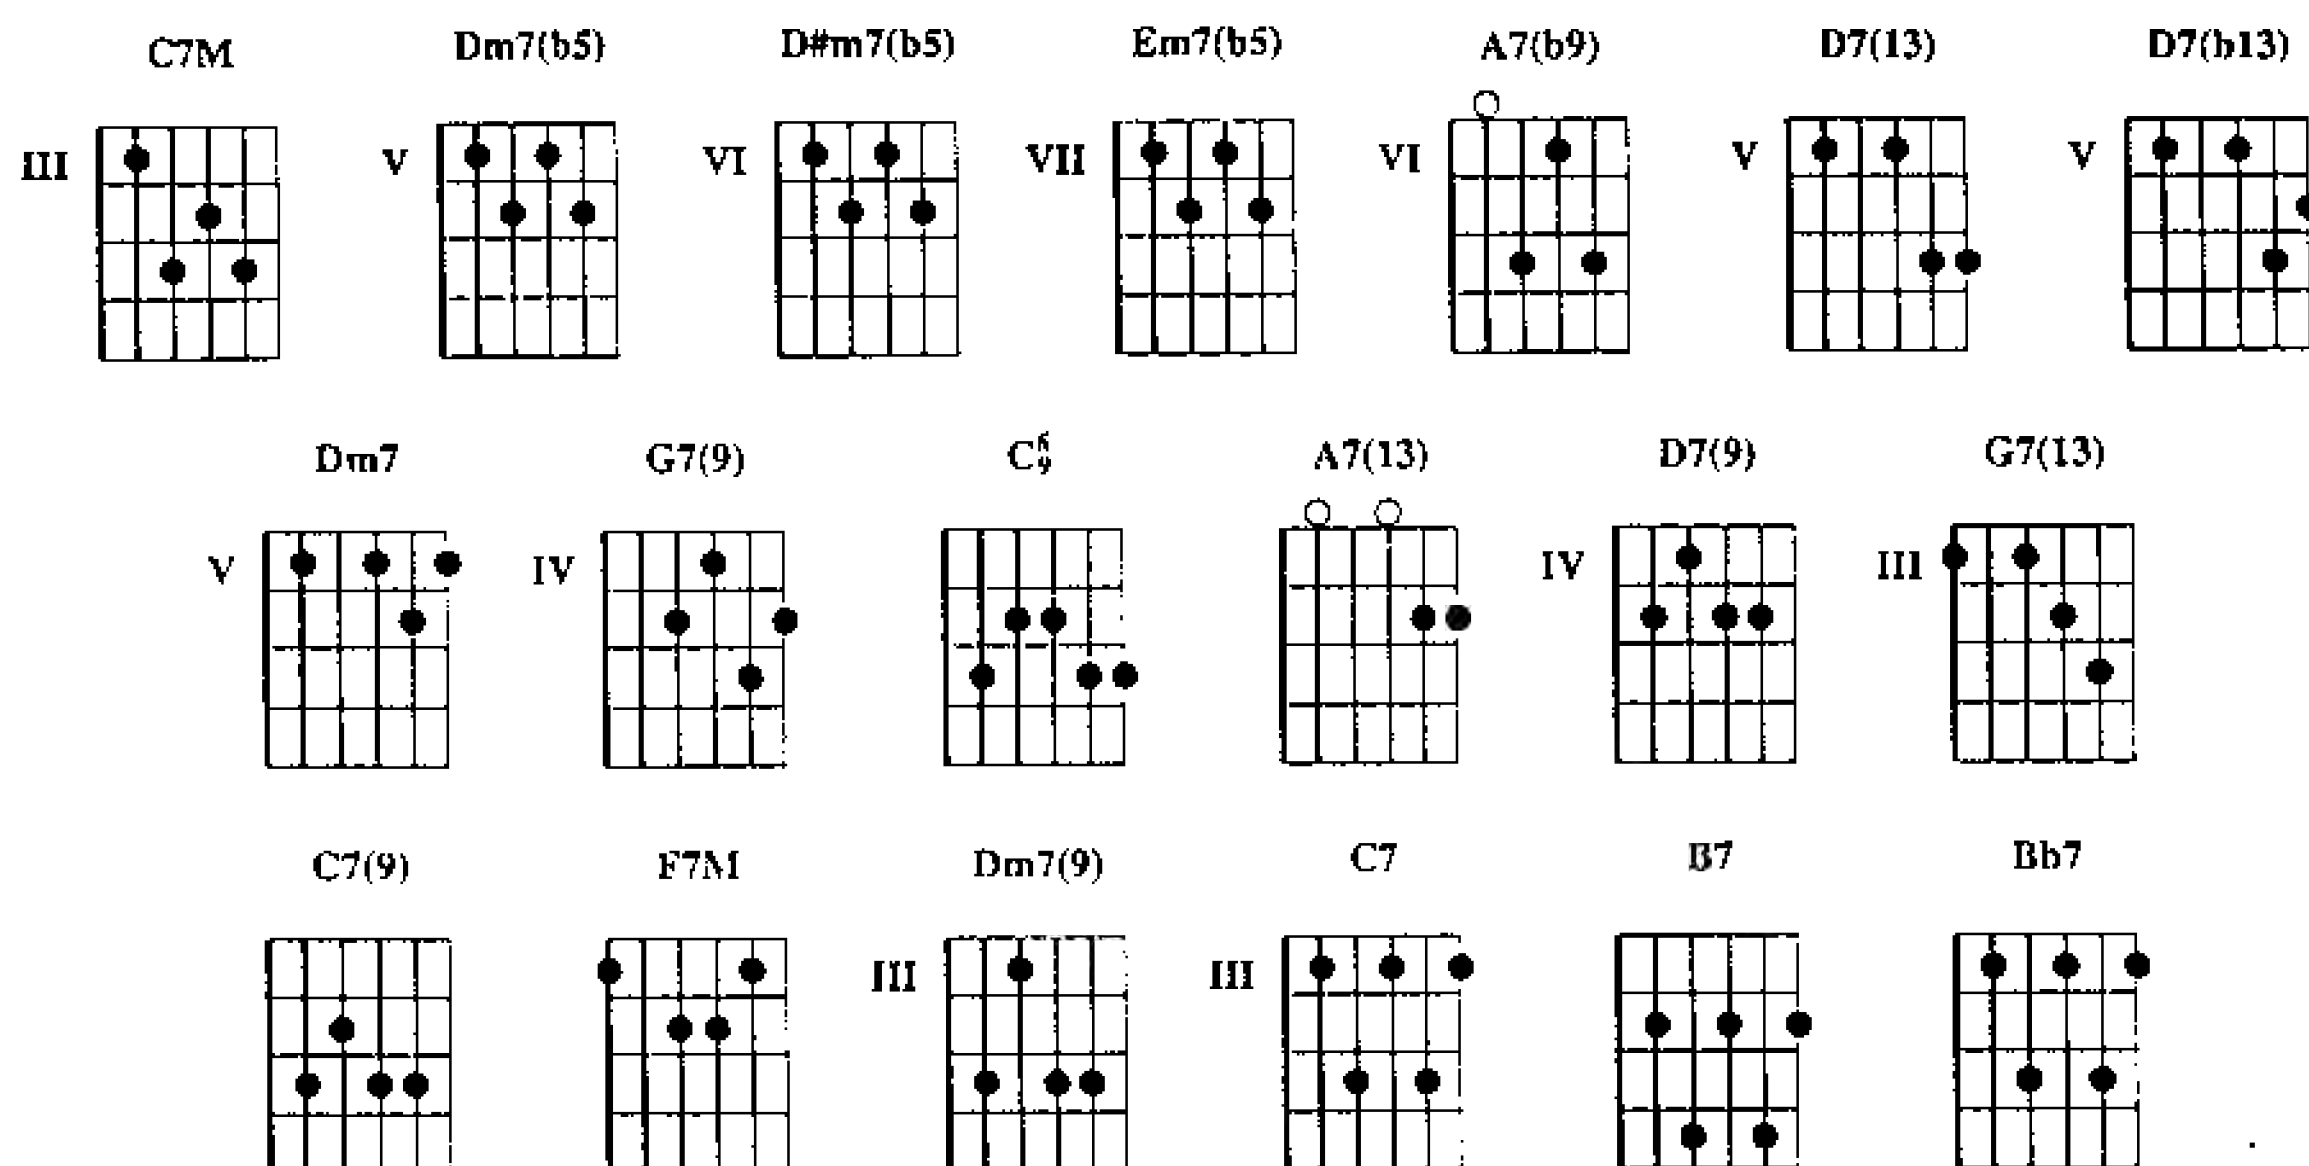 C7M Dm7(b5) D#m7(b5) Em7(b5) A7(b9) D7(13) D7(b13)
III V VI VII VI V V
Dm7 G7(9) C6/9 A7(13) D7(9) G7(13)
V IV IV III
C7(9) F7M Dm7(9) C7 B7 Bb7
III III